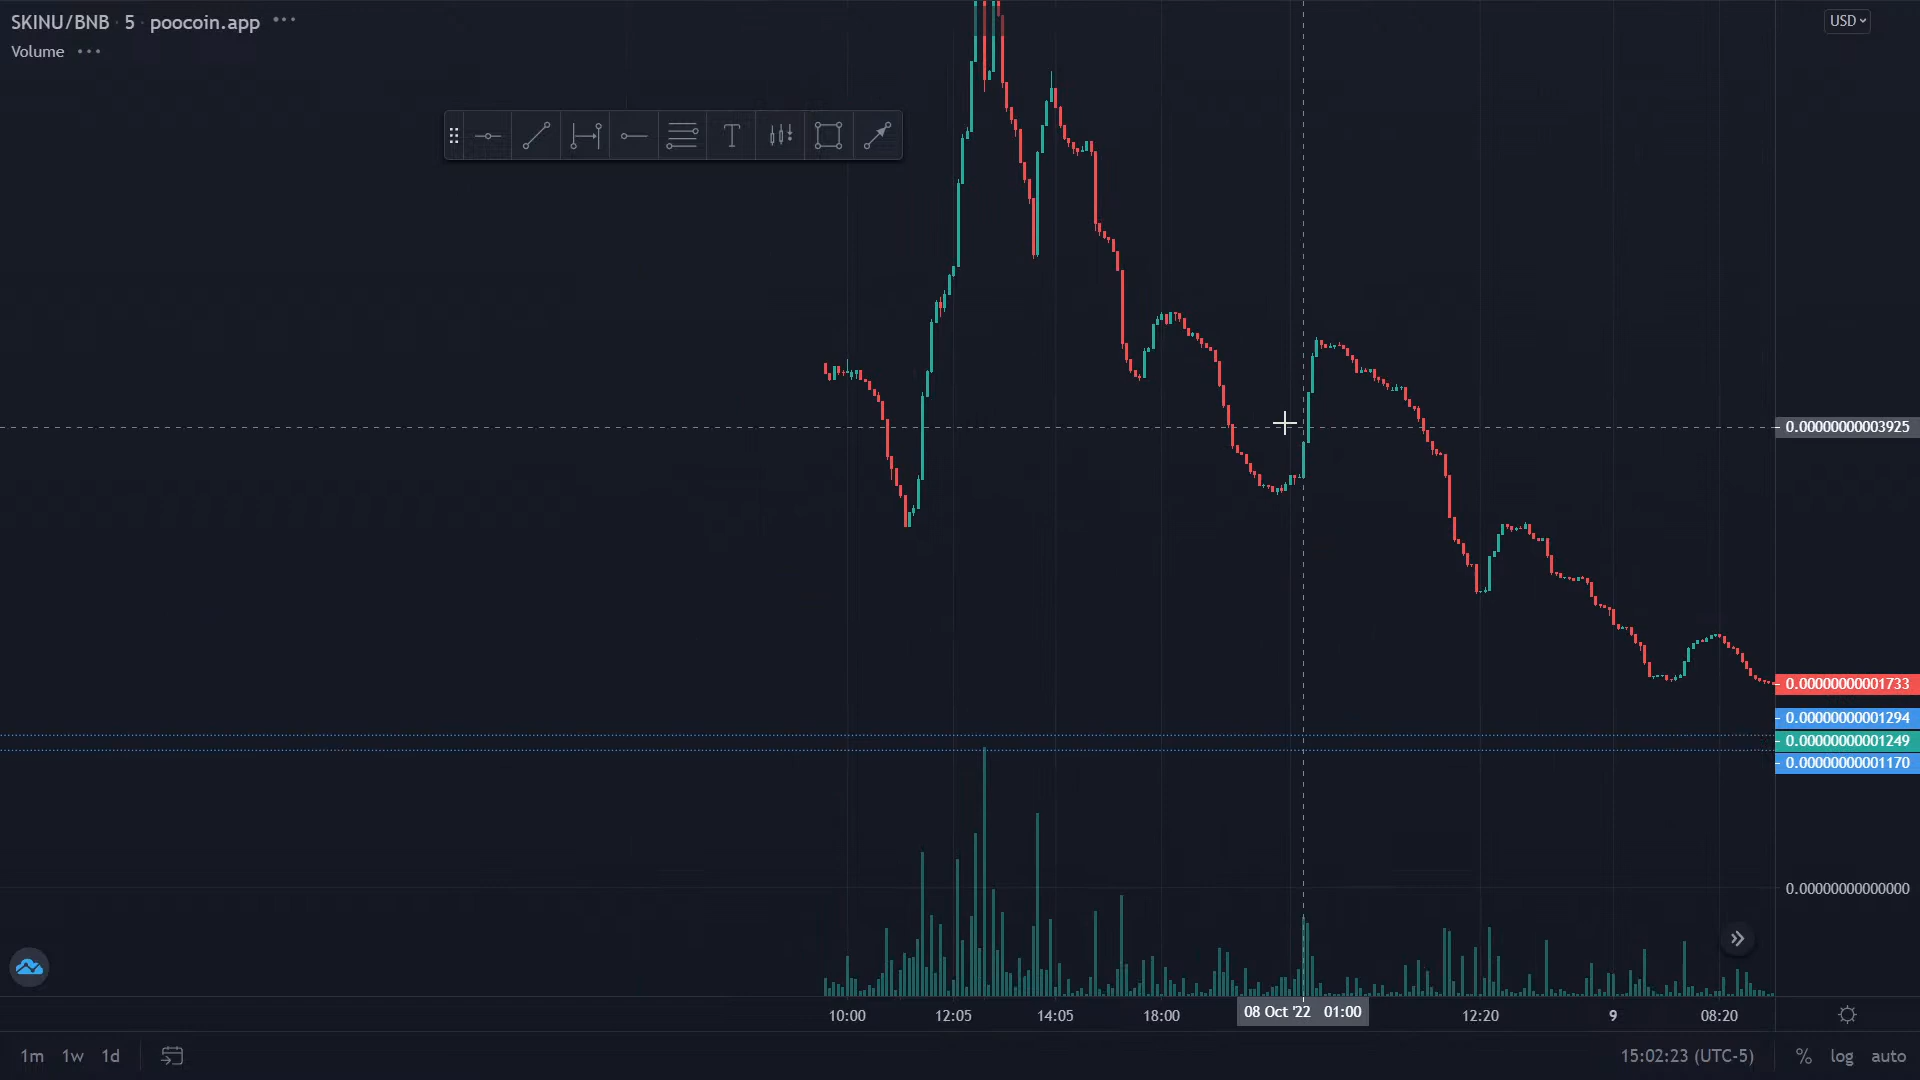 SKINU/BNB · 5 · poocoin.app
USD
Volume
T
0.00000000003925
0.00000000001733
0.00000000001294
0.00000000001249
0.00000000001170
0.00000000000000
10:00 12:05 14:05 18:00 08 Oct '22 01:00 12:20 9 08:20
1m 1w 1d 15:02:23 (UTC-5) % log auto